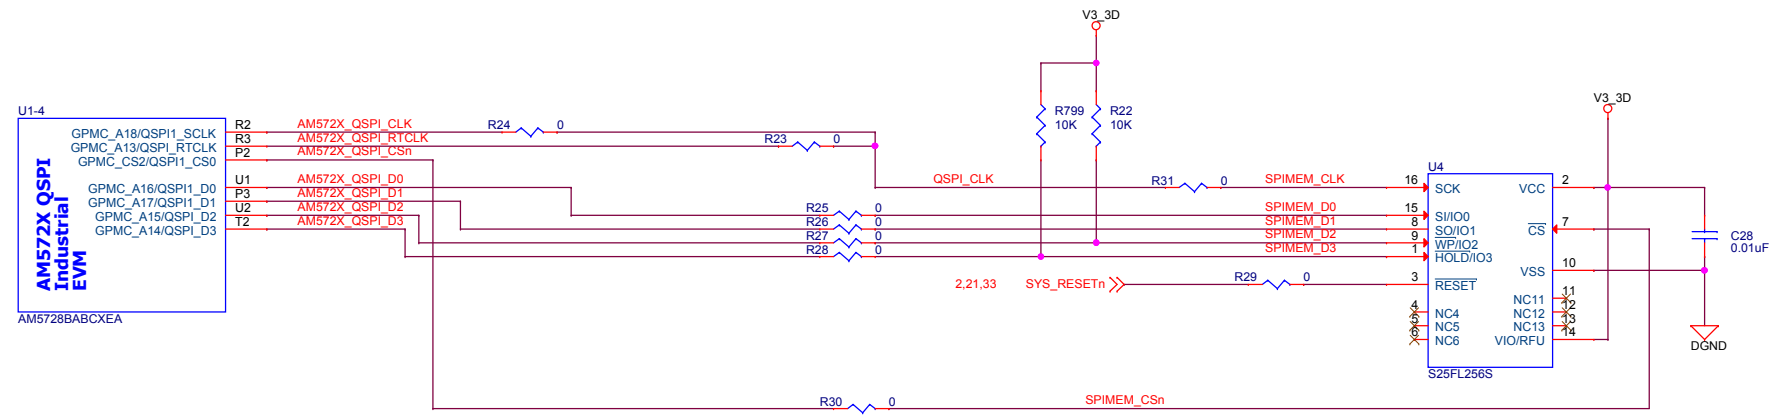 V3_3D
R799
10K
R22
10K
V3_3D
U1-4
AM572X QSPI
Industrial
EVM
GPMC_A18/QSPI1_SCLK
GPMC_A13/QSPI_RTCLK
GPMC_CS2/QSPI1_CS0
GPMC_A16/QSPI1_D0
GPMC_A17/QSPI1_D1
GPMC_A15/QSPI_D2
GPMC_A14/QSPI_D3
AM5728BABCXEA
R2 AM572X_QSPI_CLK
R3 AM572X_QSPI_RTCLK
P2 AM572X_QSPI_CSn
U1 AM572X_QSPI_D0
P3 AM572X_QSPI_D1
U2 AM572X_QSPI_D2
T2 AM572X_QSPI_D3
R24 0
R23 0
QSPI_CLK
R31 0
SPIMEM_CLK
R25 0 SPIMEM_D0
R26 0 SPIMEM_D1
R27 0 SPIMEM_D2
R28 0 SPIMEM_D3
2,21,33 SYS_RESETn
R29 0
R30 0
SPIMEM_CSn
U4
16 SCK
15 SI/IO0
8 SO/IO1
9 WP/IO2
1 HOLD/IO3
3 RESET
4 NC4
5 NC5
6 NC6
VCC 2
CS 7
VSS 10
NC11 11
NC12 12
NC13 13
VIO/RFU 14
S25FL256S
C28
0.01uF
DGND